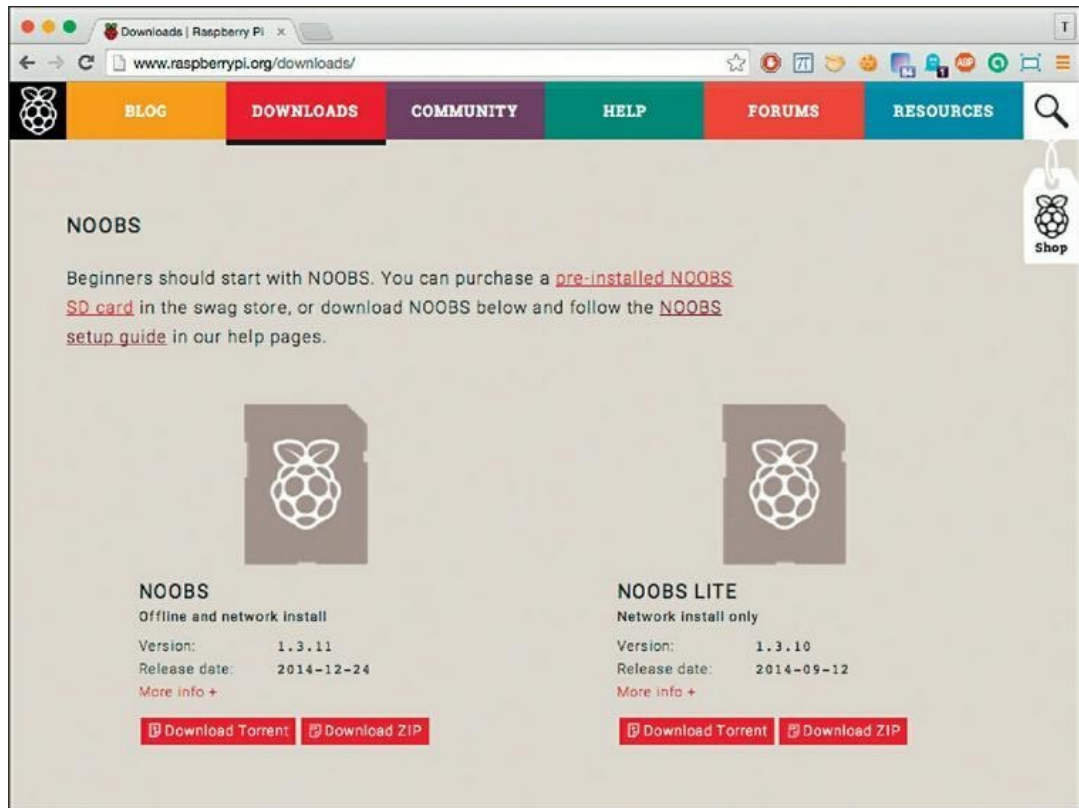 Downloads | Raspberry Pi
T
www.raspberrypi.org/downloads/
ABP
BLOG DOWNLOADS COMMUNITY HELP FORUMS RESOURCES
Shop
NOOBS
Beginners should start with NOOBS. You can purchase a pre-installed NOOBS
SD card in the swag store, or download NOOBS below and follow the NOOBS
setup guide in our help pages.
NOOBS
Offline and network install
Version: 1.3.11
Release date: 2014-12-24
More info +
Download Torrent Download ZIP
NOOBS LITE
Network install only
Version: 1.3.10
Release date: 2014-09-12
More info +
Download Torrent Download ZIP